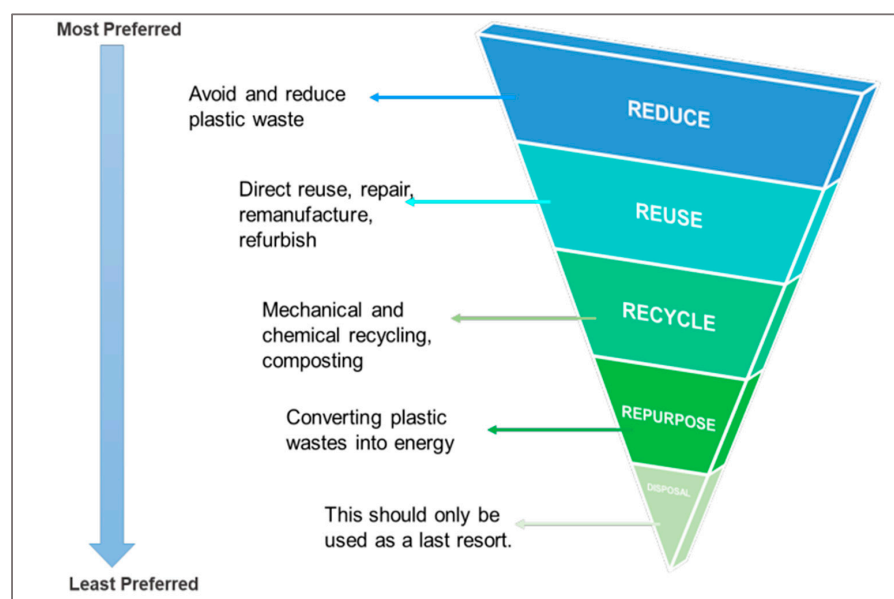 Most Preferred
Avoid and reduce
plastic waste
REDUCE
Direct reuse, repair,
remanufacture,
refurbish
REUSE
Mechanical and
chemical recycling,
composting
RECYCLE
Converting plastic
wastes into energy
REPURPOSE
DISPOSAL
This should only be
used as a last resort.
Least Preferred